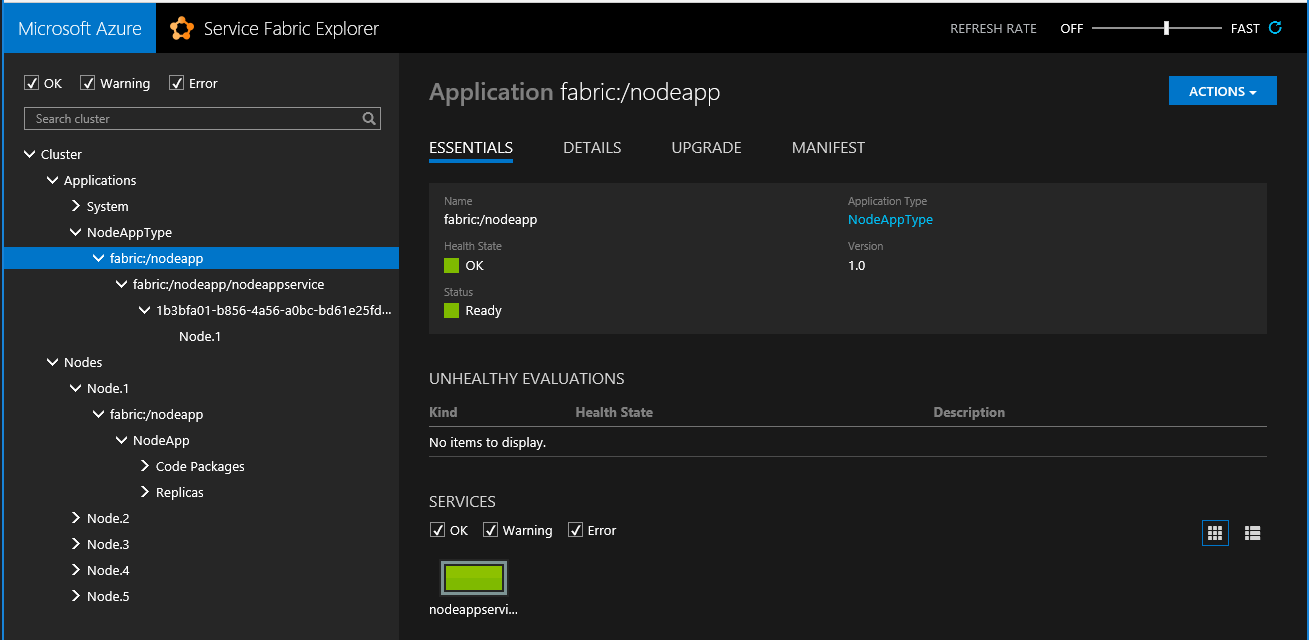 Microsoft Azure Service Fabric Explorer REFRESH RATE OFF FAST
OK Warning Error
Search cluster
Cluster
Applications
System
NodeAppType
fabric:/nodeapp
fabric:/nodeapp/nodeappservice
1b3bfa01-b856-4a56-a0bc-bd61e25fd...
Node.1
Nodes
Node.1
fabric:/nodeapp
NodeApp
Code Packages
Replicas
Node.2
Node.3
Node.4
Node.5
Application fabric:/nodeapp
ACTIONS
ESSENTIALS DETAILS UPGRADE MANIFEST
Name
fabric:/nodeapp
Health State
OK
Status
Ready
Application Type
NodeAppType
Version
1.0
UNHEALTHY EVALUATIONS
Kind Health State Description
No items to display.
SERVICES
OK Warning Error
nodeappservi...